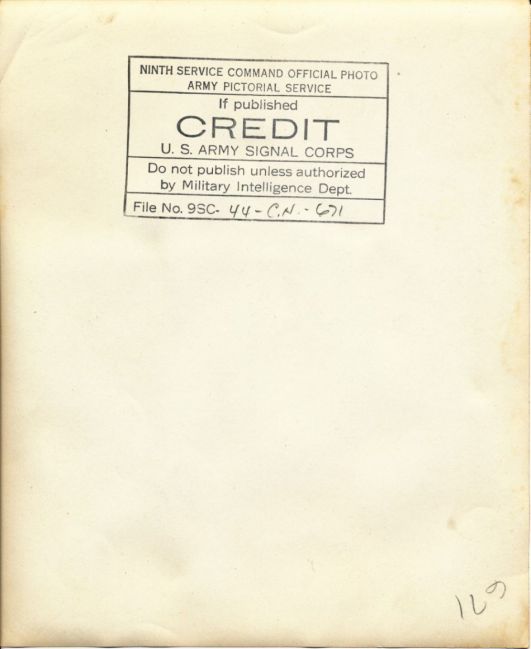 NINTH SERVICE COMMAND OFFICIAL PHOTO
ARMY PICTORIAL SERVICE
If published
CREDIT
U. S. ARMY SIGNAL CORPS
Do not publish unless authorized
by Military Intelligence Dept.
File No. 9SC- 44-C.N.-671